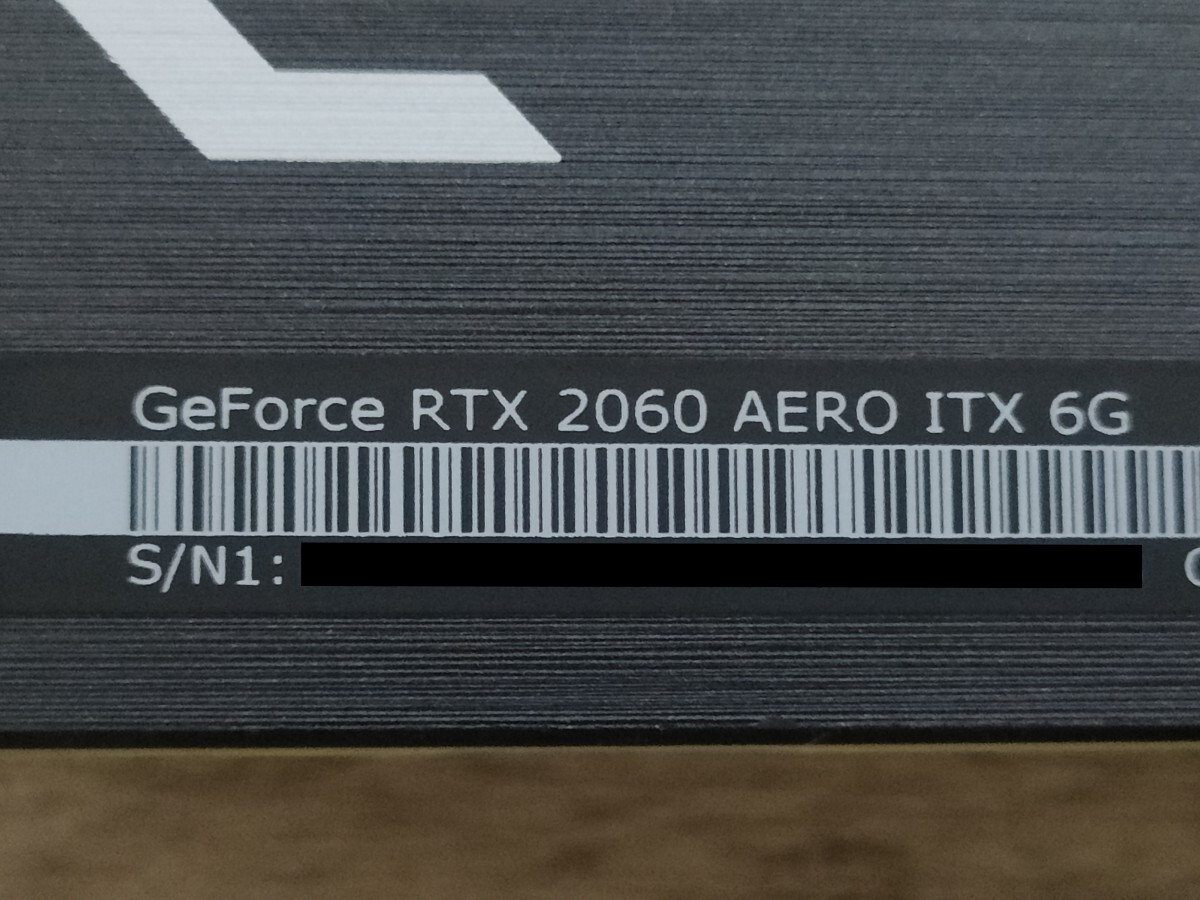 GeForce RTX 2060 AERO ITX 6G
S/N1: